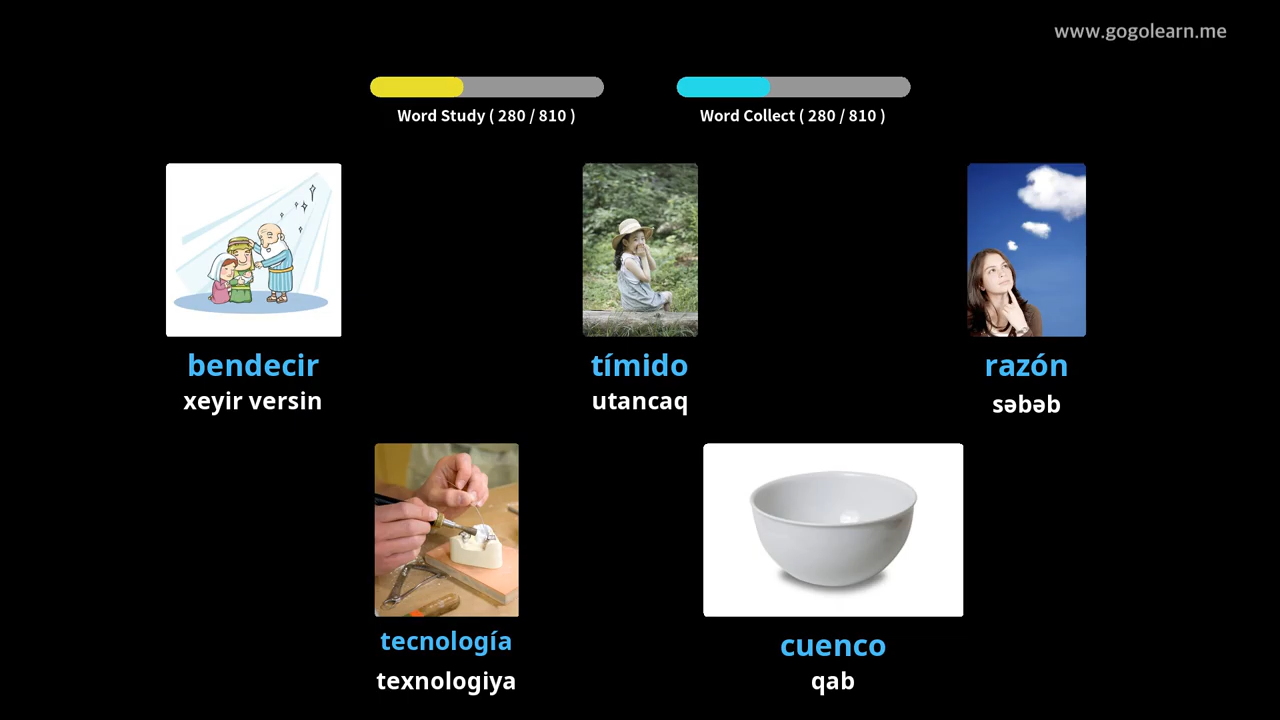 www.gogolearn.me
Word Study ( 280 / 810 )
Word Collect ( 280 / 810 )
bendecir
xeyir versin
tímido
utancaq
razón
səbəb
tecnología
texnologiya
cuenco
qab